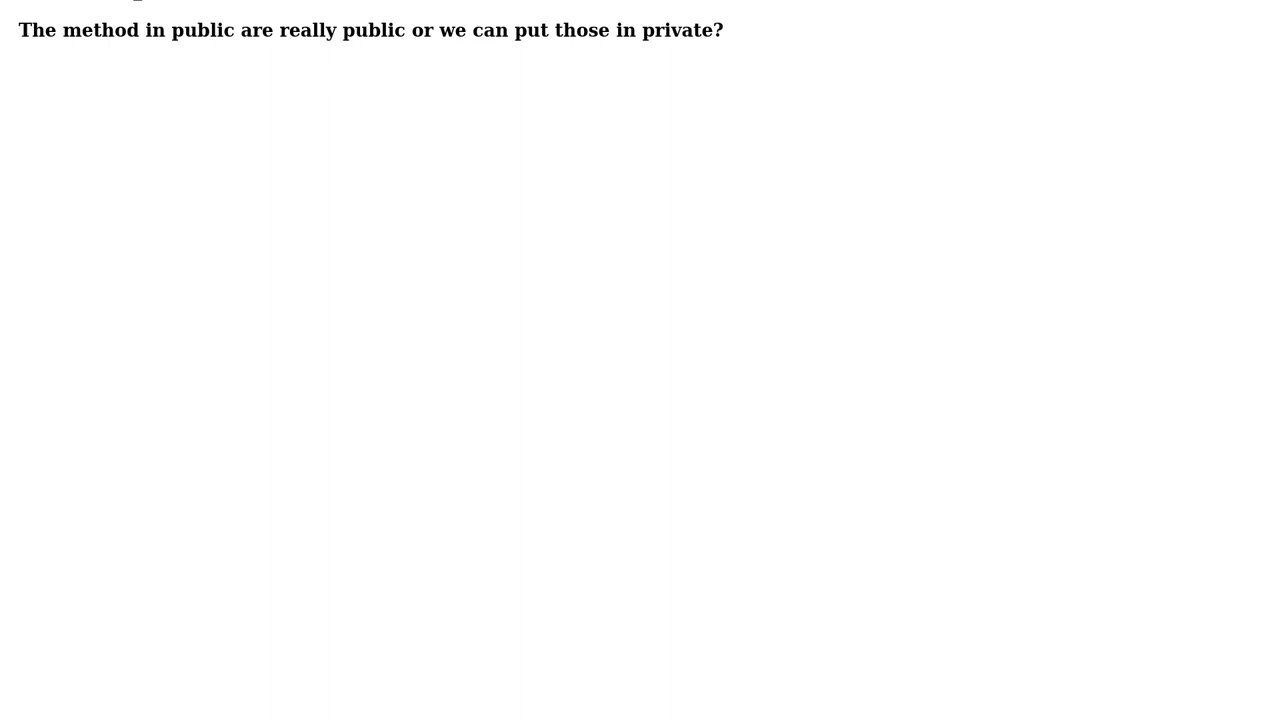 The method in public are really public or we can put those in private?